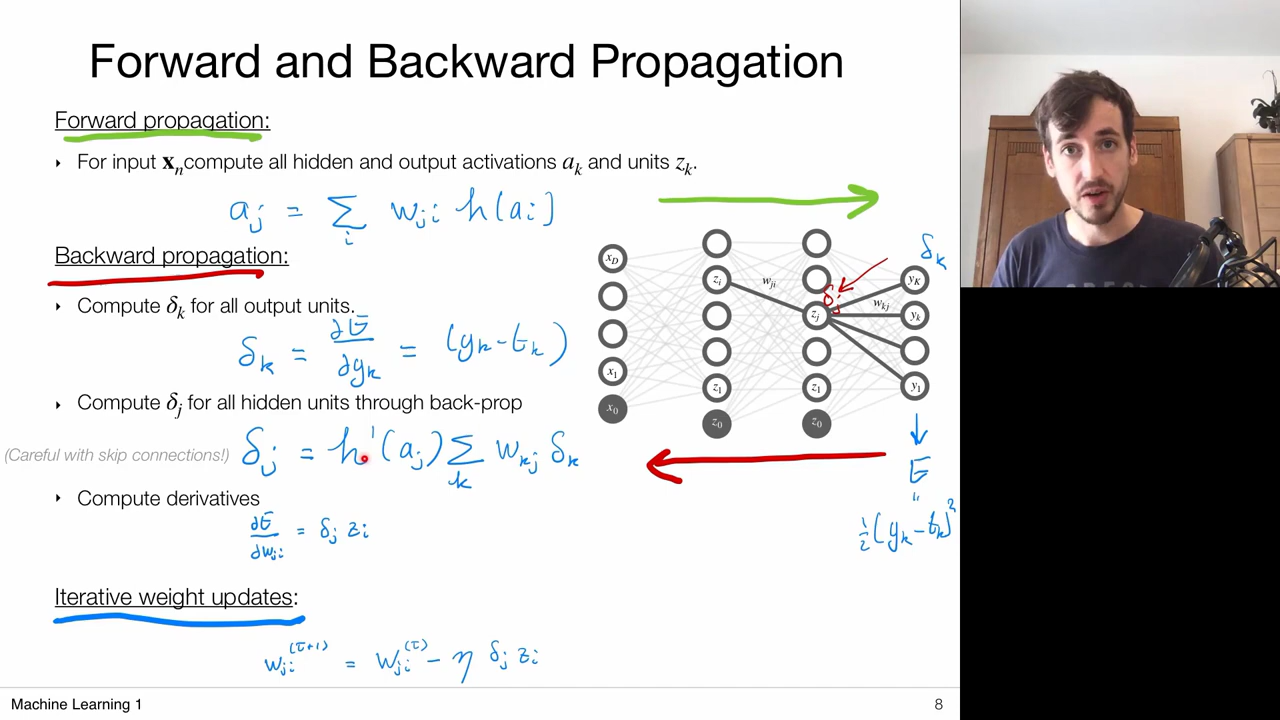 Forward and Backward Propagation
Forward propagation:
‣ For input xₙcompute all hidden and output activations aₖ and units zₖ.
aⱼ = Σᵢ wⱼᵢ h(aᵢ)
Backward propagation:
‣ Compute δₖ for all output units.
δₖ = ∂E/∂yₖ = (yₖ - tₖ)
‣ Compute δⱼ for all hidden units through back-prop
(Careful with skip connections!)
δⱼ = h'(aⱼ) Σₖ wₖⱼ δₖ
‣ Compute derivatives
∂E/∂wⱼᵢ = δⱼ zᵢ
Iterative weight updates:
wⱼᵢ^(τ+1) = wⱼᵢ^(τ) - η δⱼ zᵢ
δₖ
x_D
zᵢ
wⱼᵢ
δⱼ
y_K
wₖⱼ
zⱼ
yₖ
x₁
z₁
z₁
y₁
x₀
z₀
z₀
E
"
½(yₖ - tₖ)²
Machine Learning 1
8